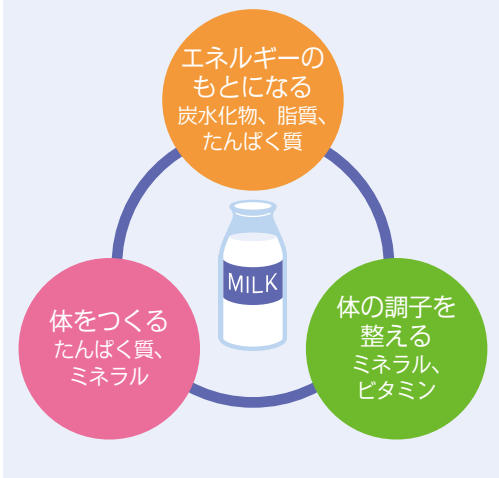 エネルギーの
もとになる
炭水化物、脂質、
たんぱく質
MILK
体をつくる
たんぱく質、
ミネラル
体の調子を
整える
ミネラル、
ビタミン